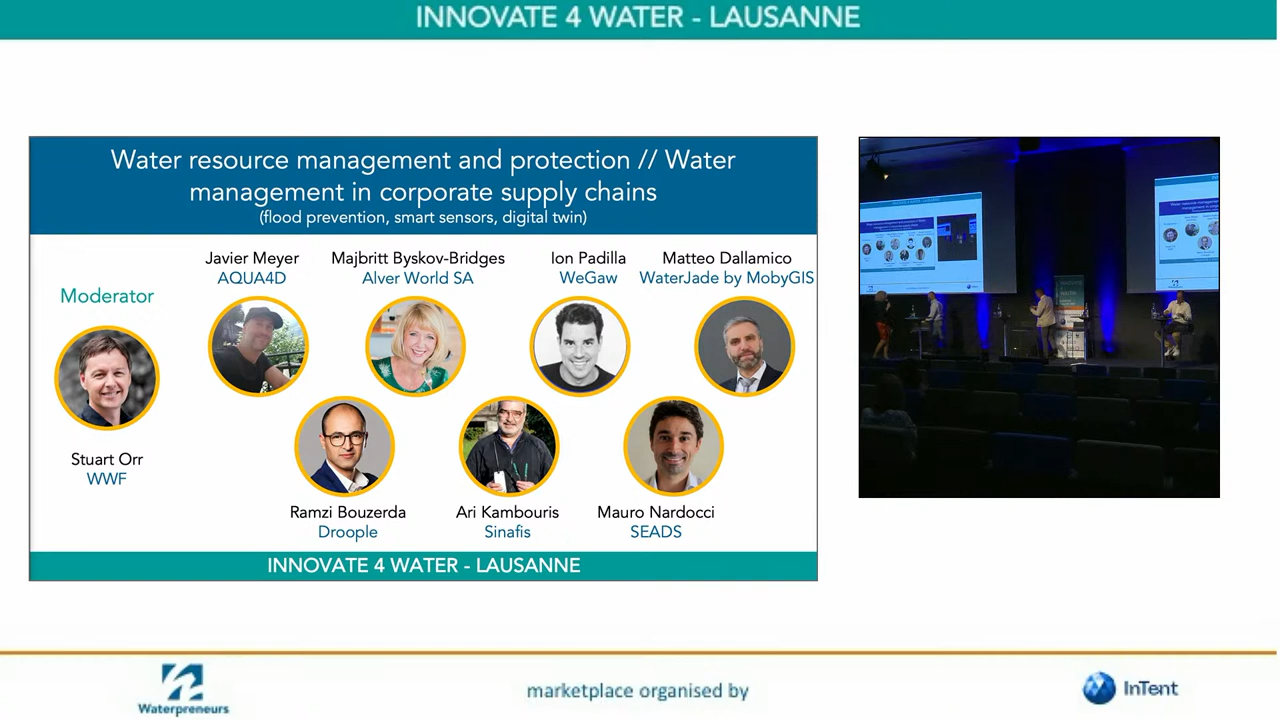 INNOVATE 4 WATER - LAUSANNE
Water resource management and protection // Water
management in corporate supply chains
(flood prevention, smart sensors, digital twin)
Moderator
Stuart Orr
WWF
Javier Meyer
AQUA4D
Majbritt Byskov-Bridges
Alver World SA
Ion Padilla
WeGaw
Matteo Dallamico
WaterJade by MobyGIS
Ramzi Bouzerda
Droople
Ari Kambouris
Sinafis
Mauro Nardocci
SEADS
INNOVATE 4 WATER - LAUSANNE
Waterpreneurs
marketplace organised by
InTent